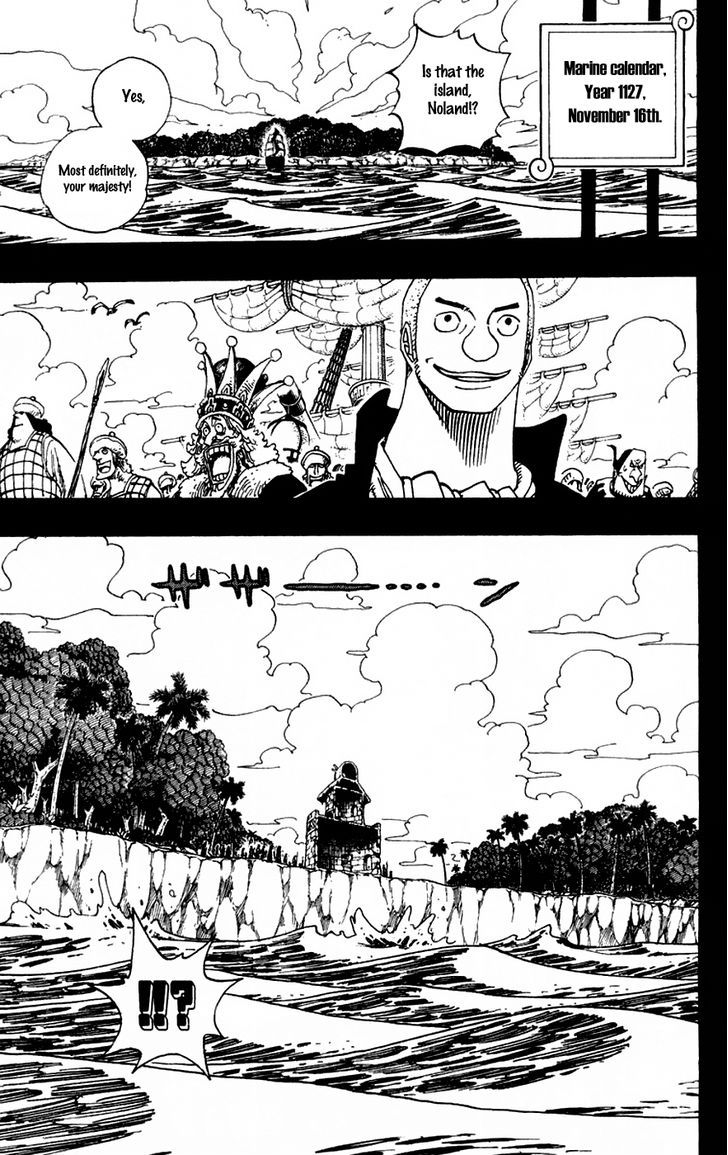 Marine calendar,
Year 1127,
November 16th.
Is that the
island,
Noland!?
Yes,
Most definitely,
your majesty!
!!?